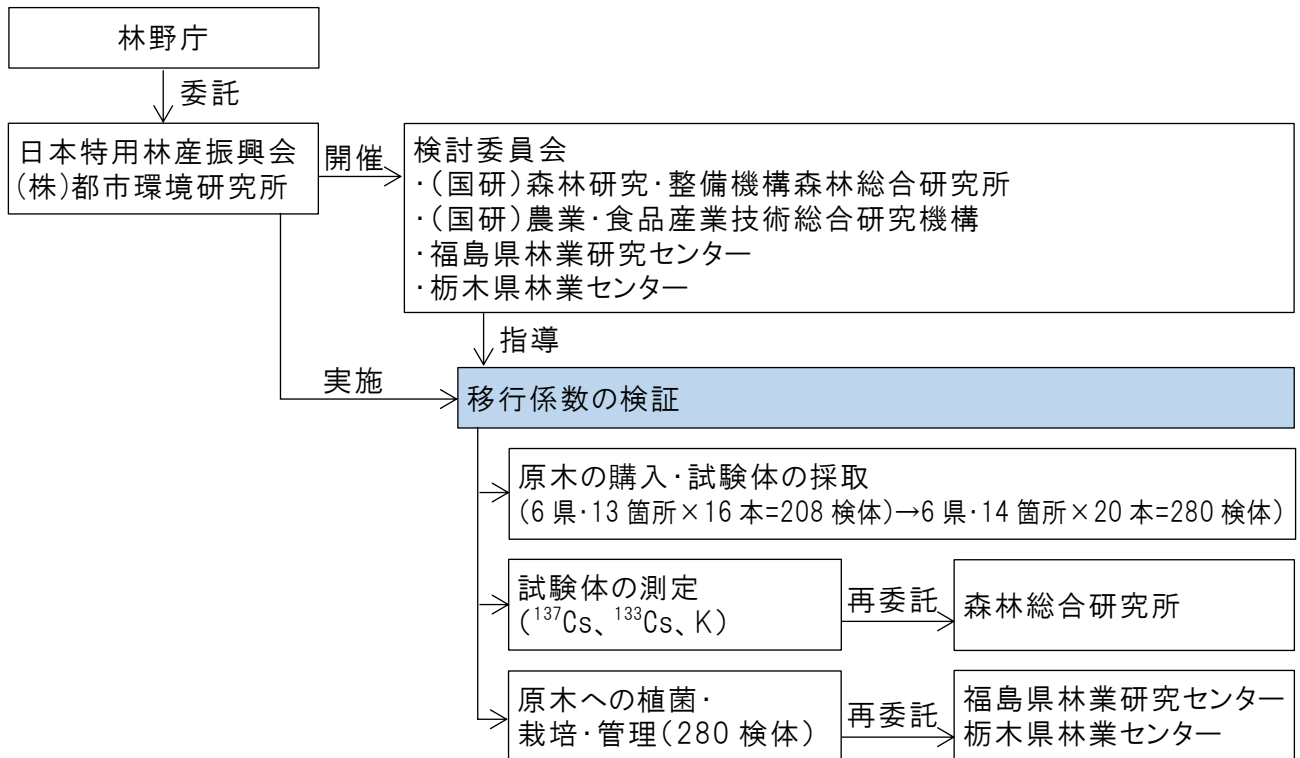 林野庁
委託
日本特用林産振興会
(株)都市環境研究所
開催
検討委員会
・(国研)森林研究・整備機構森林総合研究所
・(国研)農業・食品産業技術総合研究機構
・福島県林業研究センター
・栃木県林業センター
指導
実施
移行係数の検証
原木の購入・試験体の採取
(6県・13箇所×16本=208検体)→6県・14箇所×20本=280検体)
試験体の測定
(¹³⁷Cs、¹³³Cs、K)
再委託
森林総合研究所
原木への植菌・
栽培・管理(280検体)
再委託
福島県林業研究センター
栃木県林業センター